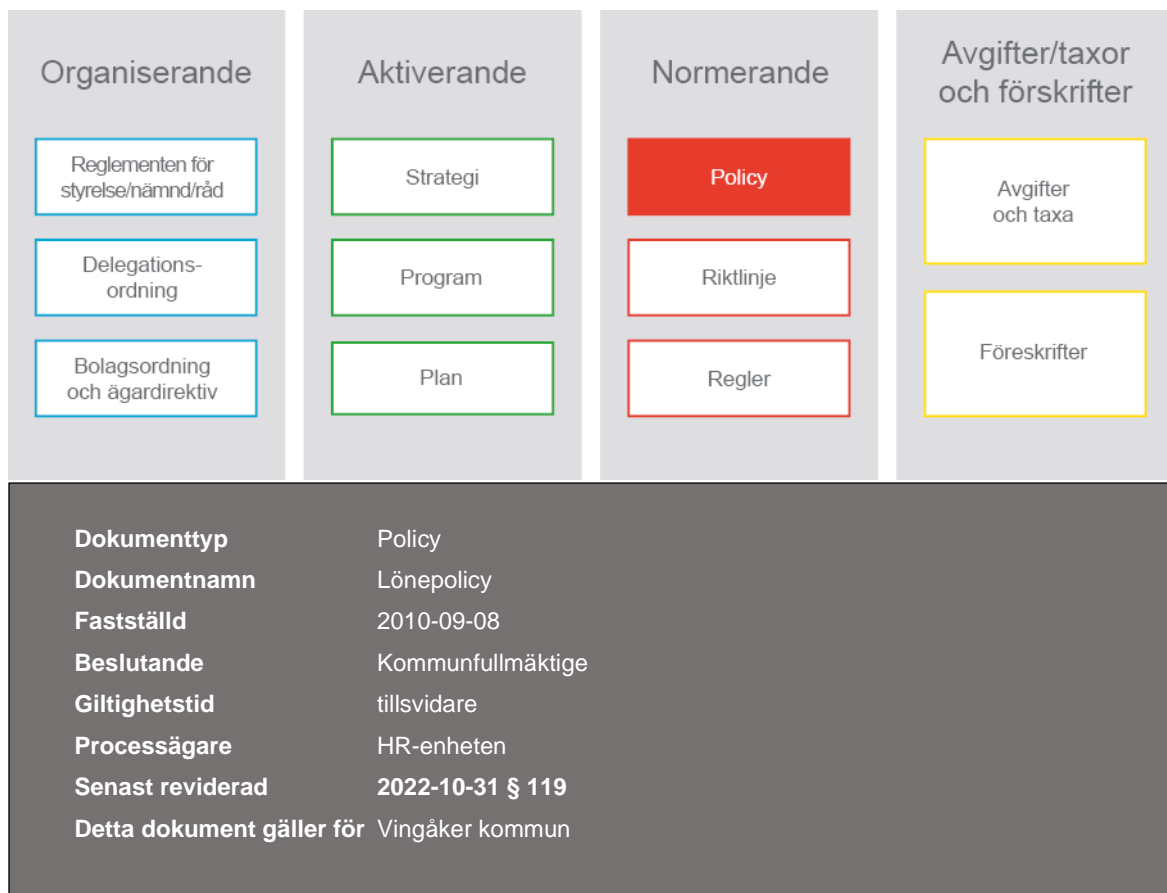 Organiserande
Reglementen för
styrelse/nämnd/råd
Delegations-
ordning
Bolagsordning
och ägardirektiv
Aktiverande
Strategi
Program
Plan
Normerande
Policy
Riktlinje
Regler
Avgifter/taxor
och förskrifter
Avgifter
och taxa
Föreskrifter
Dokumenttyp Policy
Dokumentnamn Lönepolicy
Fastställd 2010-09-08
Beslutande Kommunfullmäktige
Giltighetstid tillsvidare
Processägare HR-enheten
Senast reviderad 2022-10-31 § 119
Detta dokument gäller för Vingåker kommun